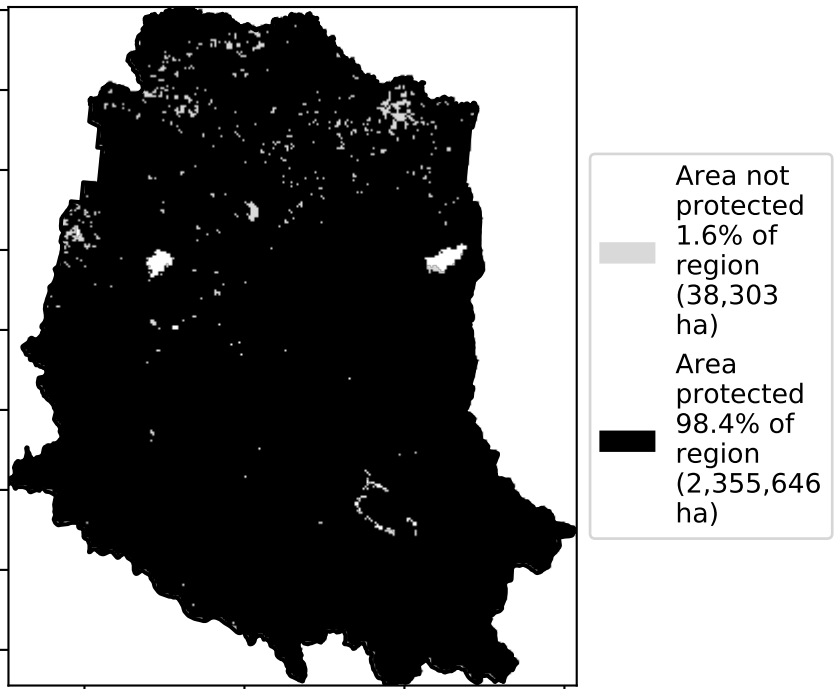 Area not
protected
1.6% of
region
(38,303
ha)
Area
protected
98.4% of
region
(2,355,646
ha)